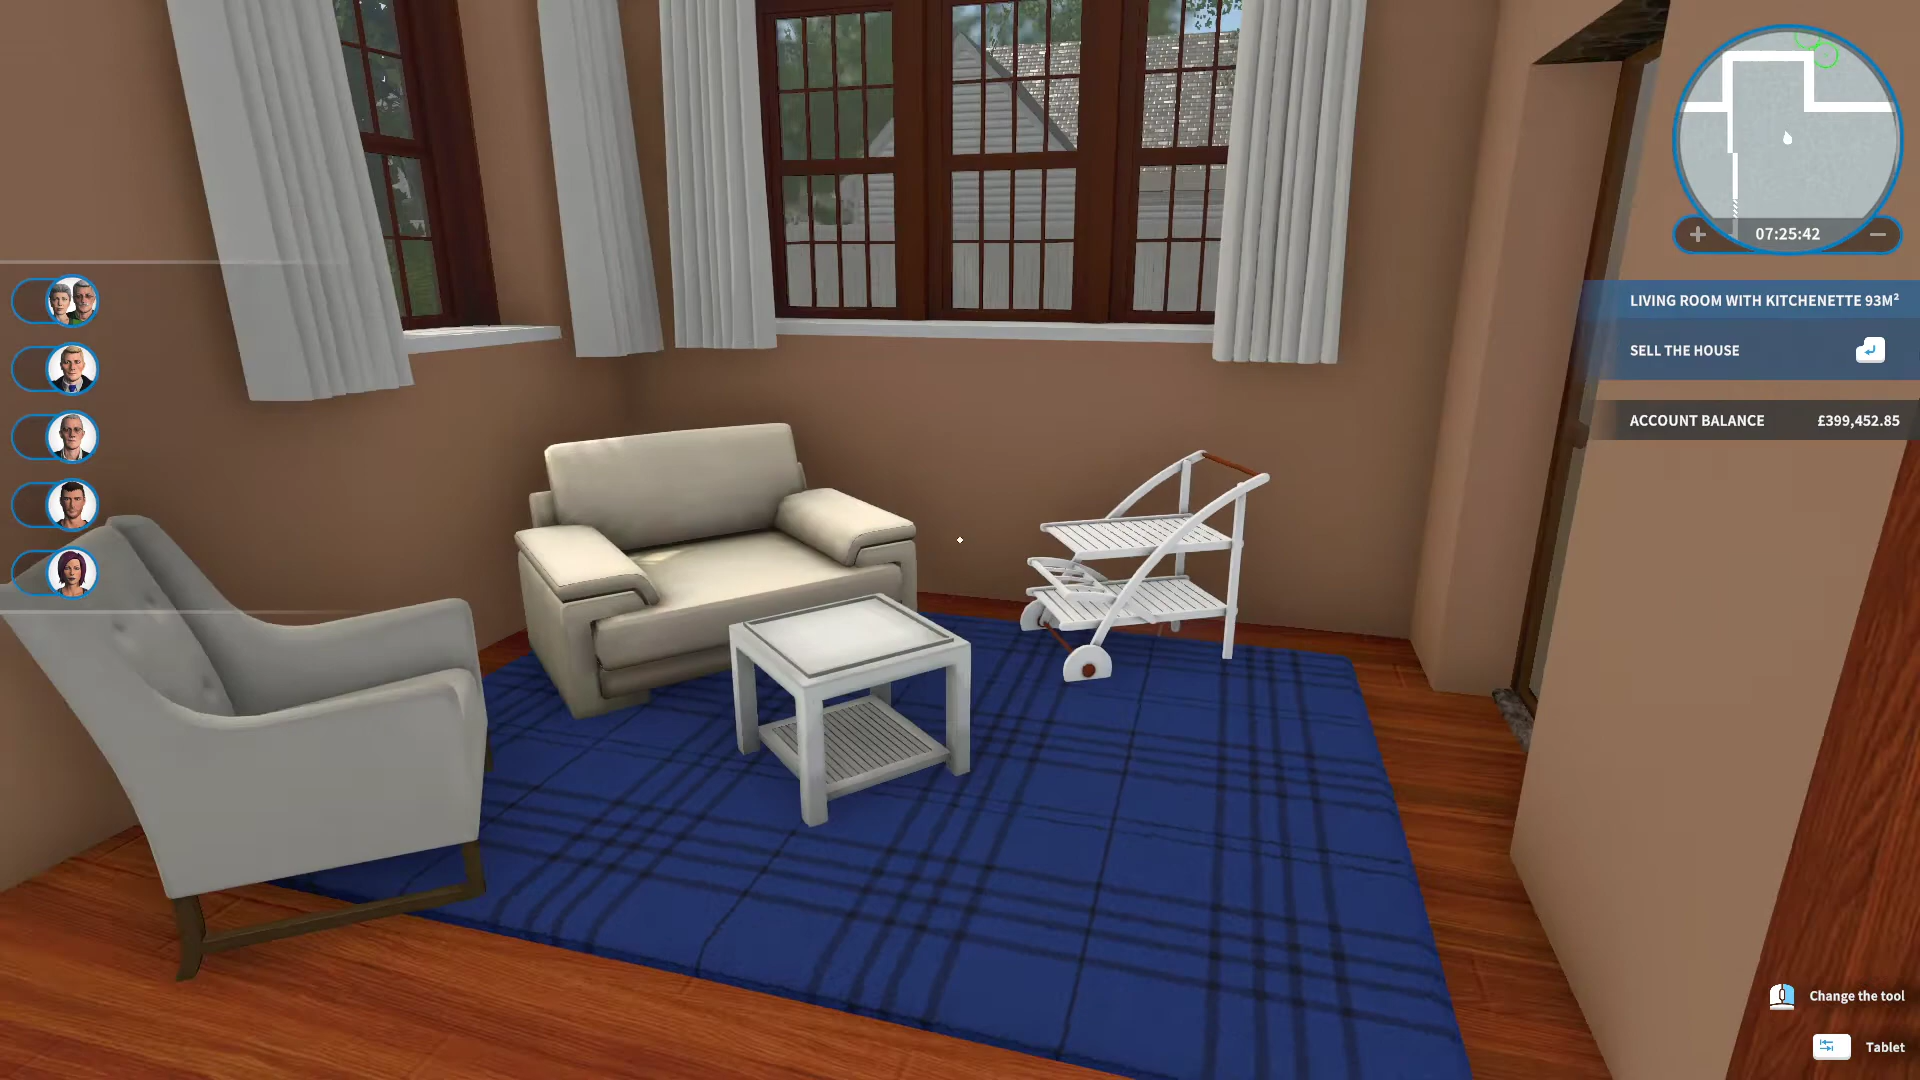 07:25:42
LIVING ROOM WITH KITCHENETTE 93M²
SELL THE HOUSE
ACCOUNT BALANCE £399,452.85
Change the tool
Tablet